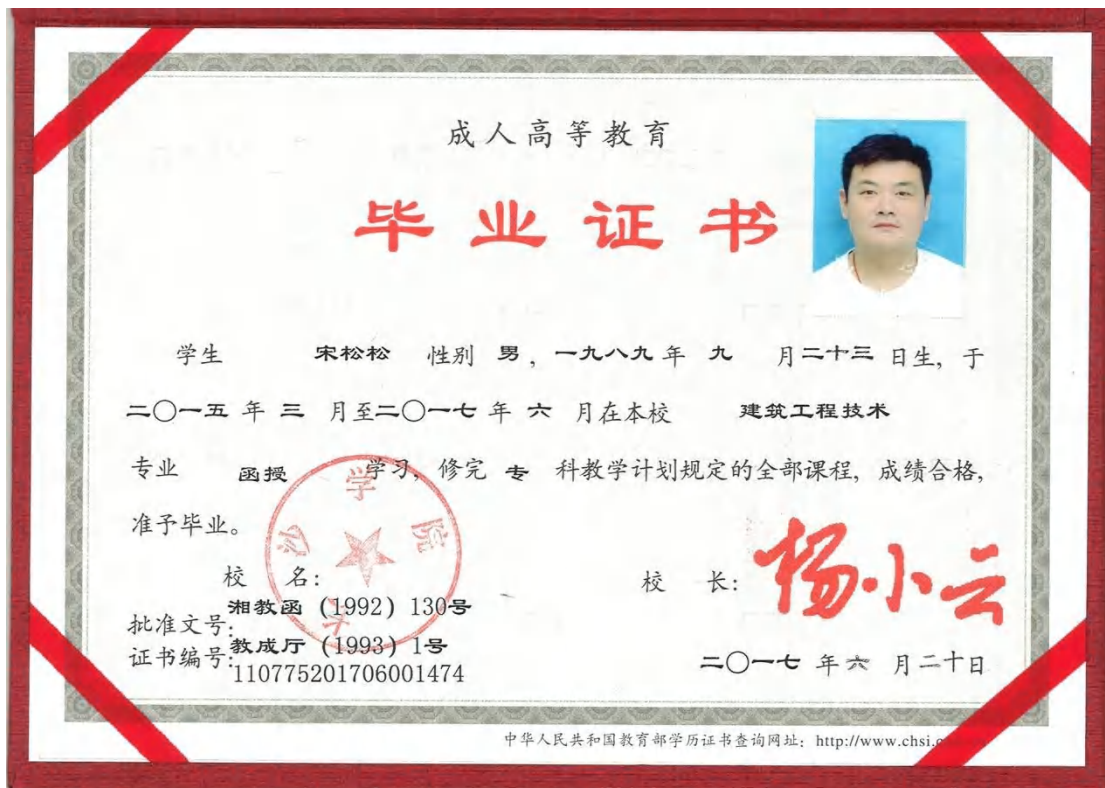 成人高等教育
毕业证书
学生 宋松松 性别 男，一九八九年 九 月二十三 日生，于
二〇一五 年 三 月至二〇一七 年 六 月在本校 建筑工程技术
专业 函授 学习，修完 专 科教学计划规定的全部课程，成绩合格，
准予毕业。
长沙学院
校 名：
校 长：杨小云
批准文号：湘教函 (1992) 130号
教成厅 (1993) 1号
证书编号：110775201706001474
二〇一七 年 六 月二十日
中华人民共和国教育部学历证书查询网址：http://www.chsi.